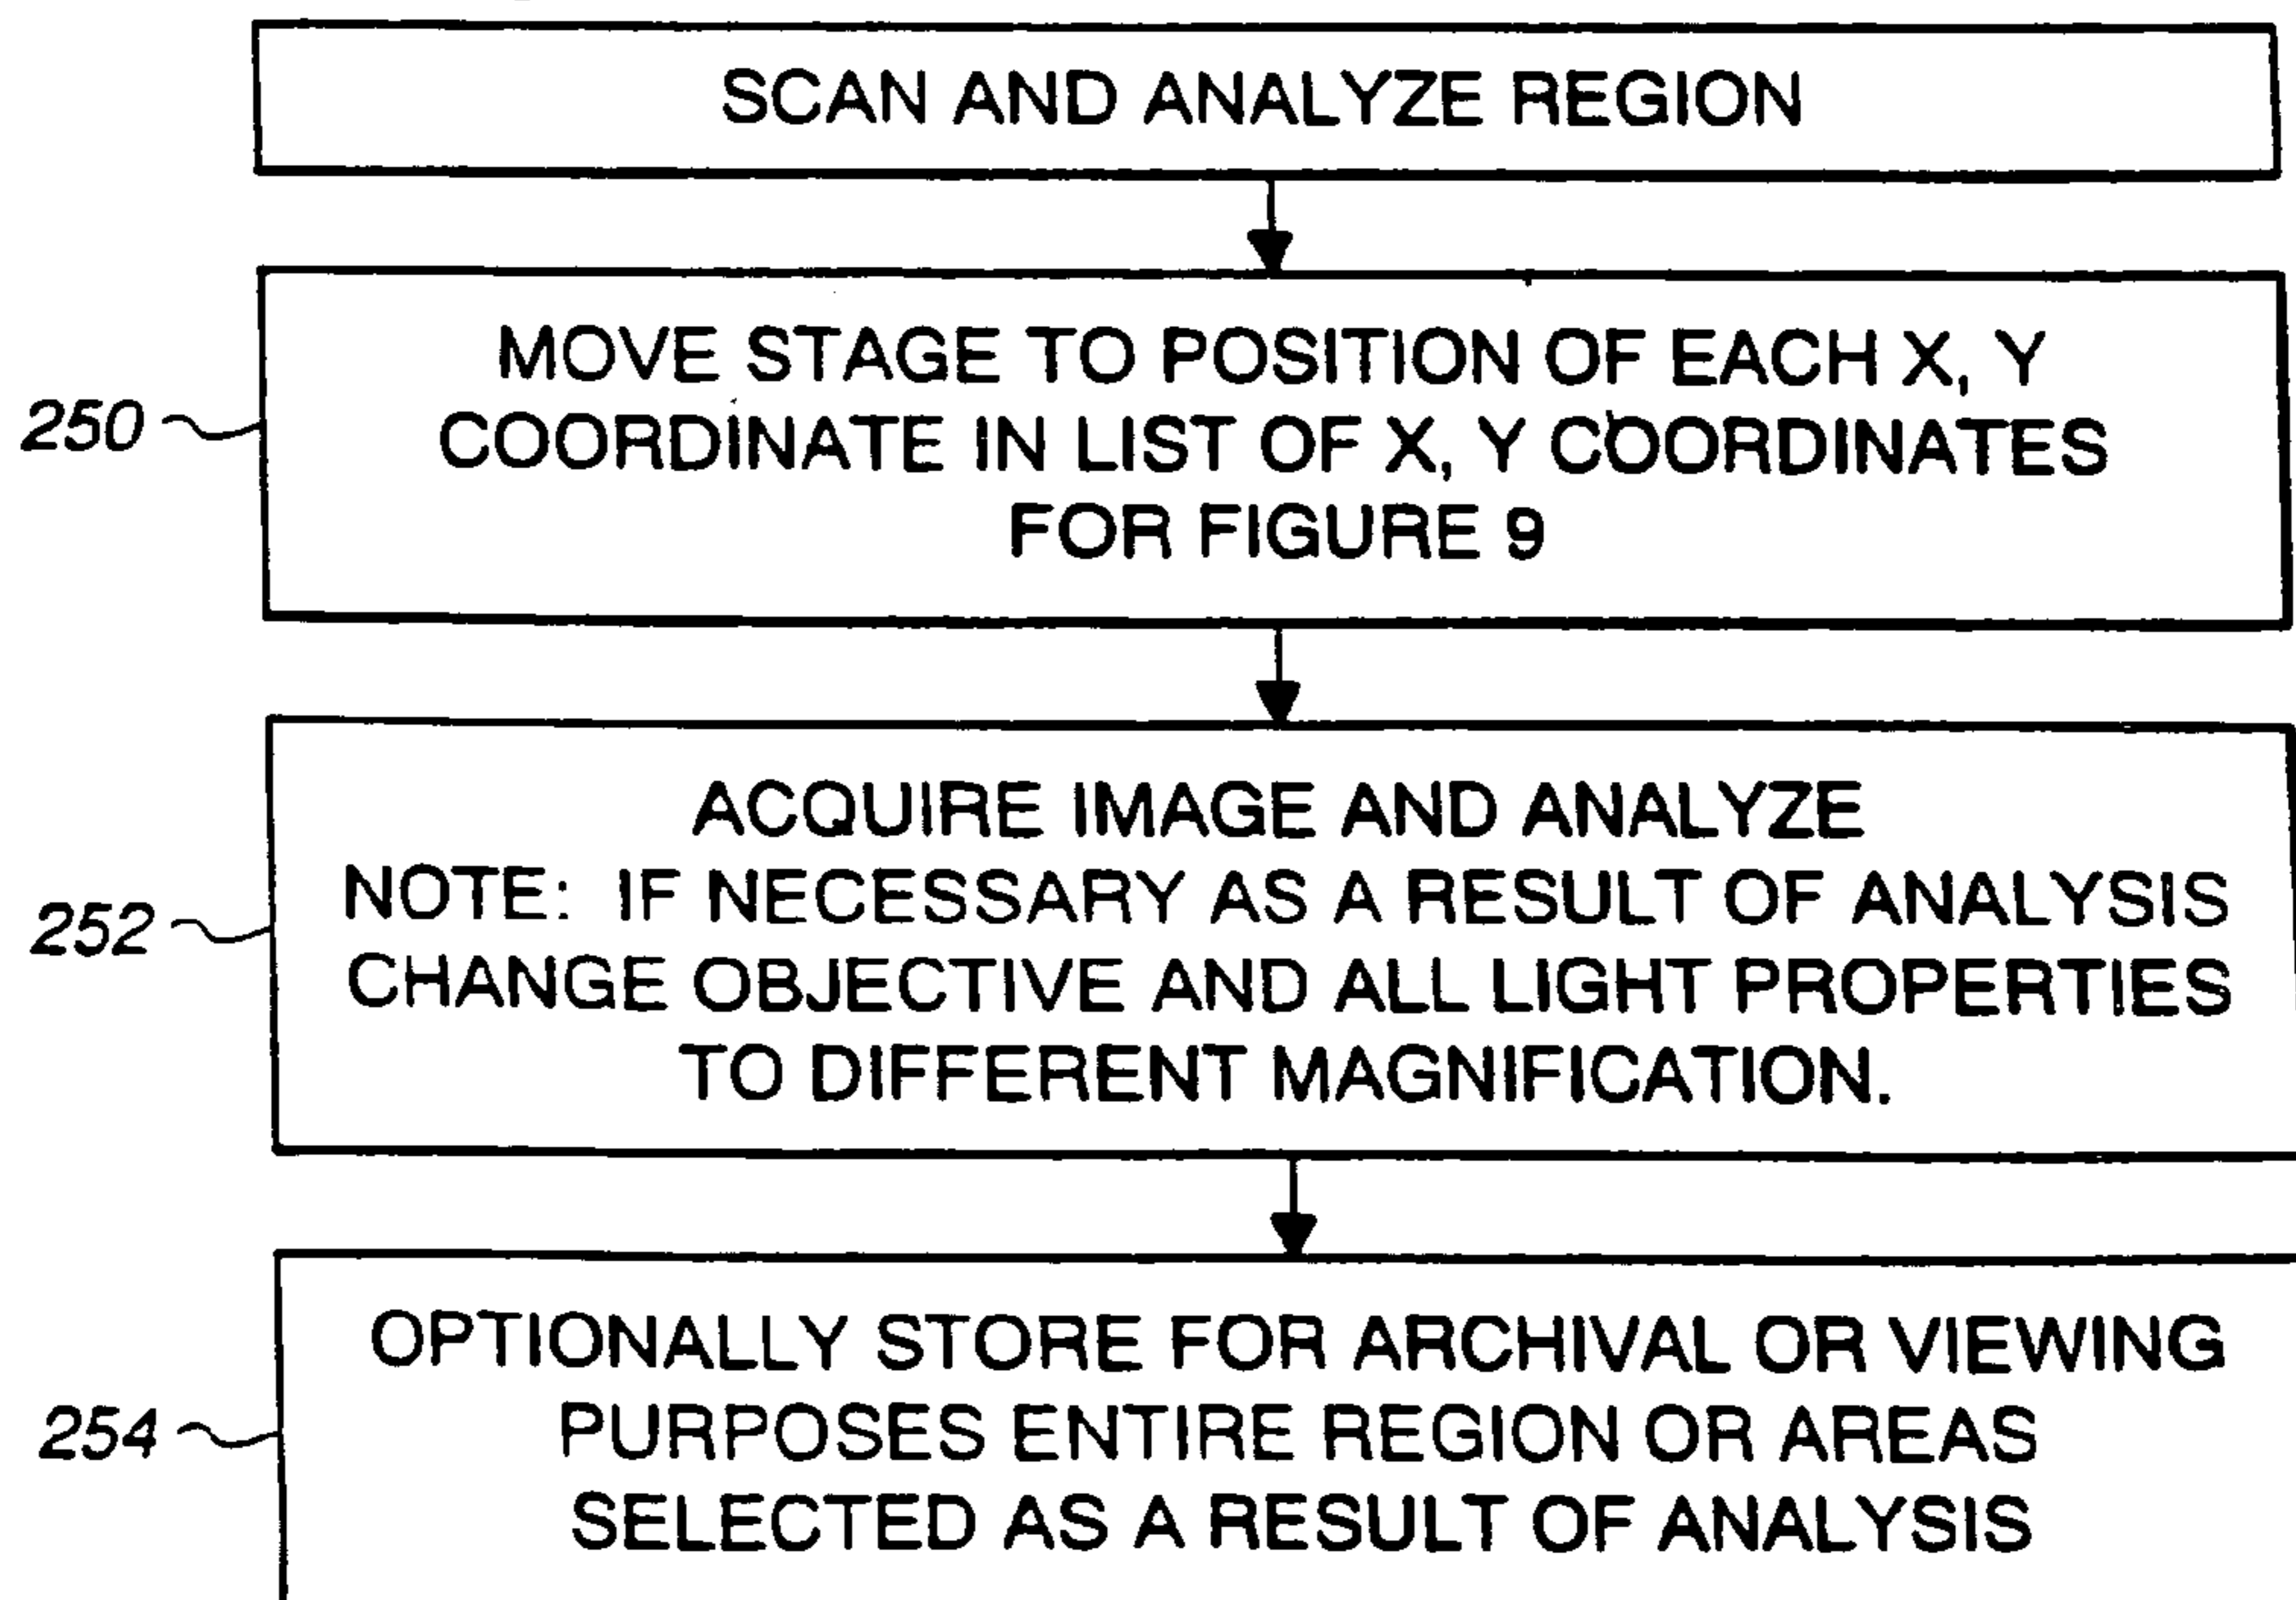 SCAN AND ANALYZE REGION
250
MOVE STAGE TO POSITION OF EACH X, Y
COORDINATE IN LIST OF X, Y COORDINATES
FOR FIGURE 9
252
ACQUIRE IMAGE AND ANALYZE
NOTE: IF NECESSARY AS A RESULT OF ANALYSIS
CHANGE OBJECTIVE AND ALL LIGHT PROPERTIES
TO DIFFERENT MAGNIFICATION.
254
OPTIONALLY STORE FOR ARCHIVAL OR VIEWING
PURPOSES ENTIRE REGION OR AREAS
SELECTED AS A RESULT OF ANALYSIS